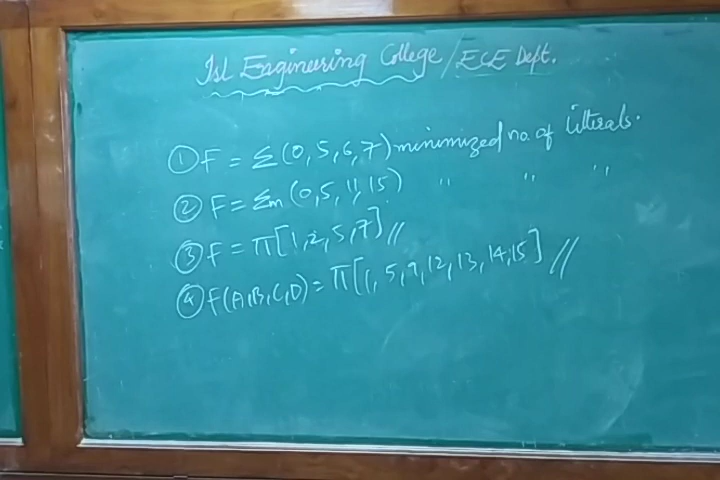 Isl Engineering College / ECE Dept.
① F = Σ(0, 5, 6, 7) minimized no. of litterals.
② F = Σm (0, 5, 11, 15) " " "
③ F = π[1, 2, 5, 7] //
④ F(A,B,C,D) = π[1, 5, 9, 12, 13, 14, 15] //